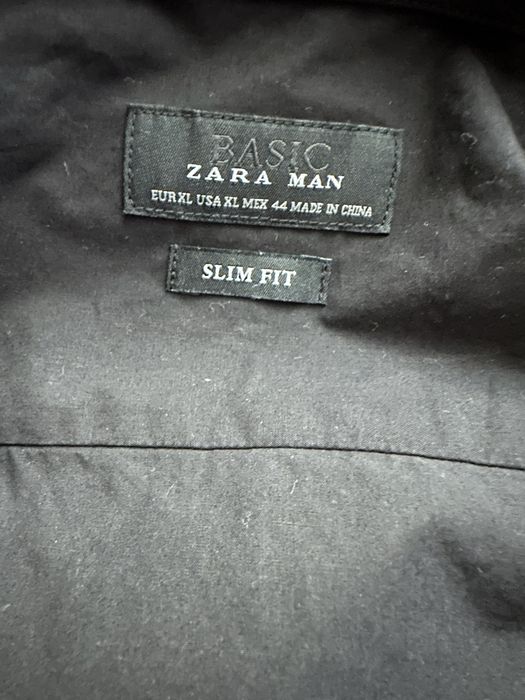 BASIC
ZARA MAN
EUR XL USA XL MEX 44 MADE IN CHINA
SLIM FIT